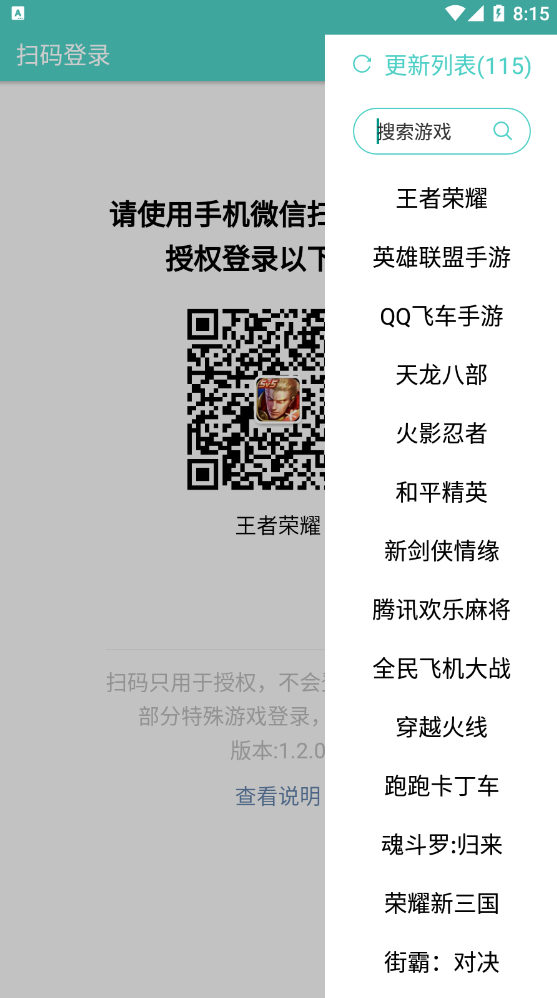 8:15
扫码登录
更新列表(115)
搜索游戏
请使用手机微信扫
授权登录以下
5v5
王者荣耀
扫码只用于授权，不会
部分特殊游戏登录，
版本:1.2.0
查看说明
王者荣耀
英雄联盟手游
QQ飞车手游
天龙八部
火影忍者
和平精英
新剑侠情缘
腾讯欢乐麻将
全民飞机大战
穿越火线
跑跑卡丁车
魂斗罗:归来
荣耀新三国
街霸：对决